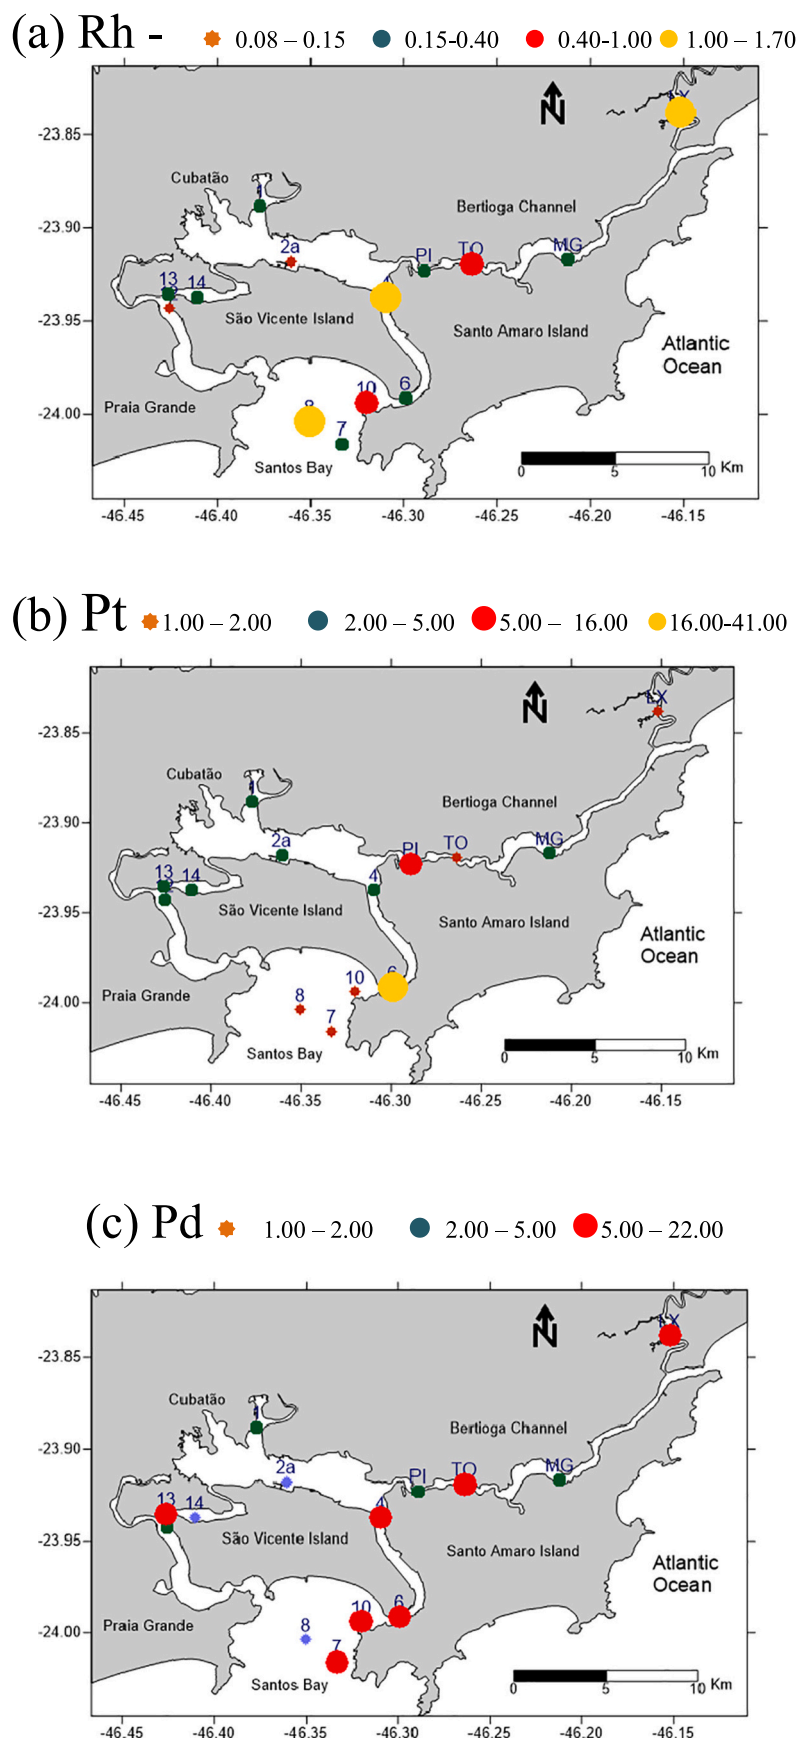 (a) Rh - 0.08 – 0.15 0.15-0.40 0.40-1.00 1.00 – 1.70
N
-23.85
Cubatão
1
-23.90
Bertioga Channel
2a
PI
TO
MG
13
14
-23.95
São Vicente Island
Santo Amaro Island
Atlantic
Ocean
10
6
Praia Grande
-24.00
7
Santos Bay
0 5 10 Km
-46.45 -46.40 -46.35 -46.30 -46.25 -46.20 -46.15
(b) Pt 1.00 – 2.00 2.00 – 5.00 5.00 – 16.00 16.00-41.00
N
LX
-23.85
Cubatão
1
Bertioga Channel
-23.90
2a
PI
TO
MG
13
14
4
-23.95
São Vicente Island
Santo Amaro Island
Atlantic
Ocean
10
8
Praia Grande
-24.00
7
Santos Bay
0 5 10 Km
-46.45 -46.40 -46.35 -46.30 -46.25 -46.20 -46.15
(c) Pd 1.00 – 2.00 2.00 – 5.00 5.00 – 22.00
N
-23.85
Cubatão
1
Bertioga Channel
-23.90
2a
PI
TO
MG
13
14
4
-23.95
São Vicente Island
Santo Amaro Island
Atlantic
Ocean
10
6
8
Praia Grande
-24.00
7
Santos Bay
0 5 10 Km
-46.45 -46.40 -46.35 -46.30 -46.25 -46.20 -46.15